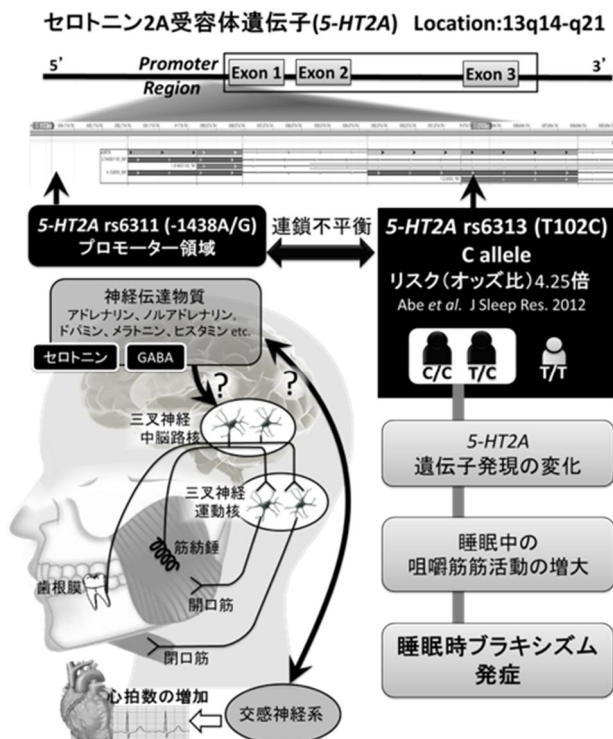 セロトニン2A受容体遺伝子(5-HT2A) Location:13q14-q21
5'
Promoter
Region
Exon 1
Exon 2
Exon 3
3'
5-HT2A rs6311 (-1438A/G)
プロモーター領域
連鎖不平衡
5-HT2A rs6313 (T102C)
C allele
リスク(オッズ比)4.25倍
Abe et al. J Sleep Res. 2012
C/C
T/C
T/T
神経伝達物質
アドレナリン、ノルアドレナリン、
ドパミン、メラトニン、ヒスタミン etc.
セロトニン
GABA
?
?
三叉神経
中脳路核
三叉神経
運動核
筋紡錘
歯根膜
開口筋
閉口筋
心拍数の増加
交感神経系
5-HT2A
遺伝子発現の変化
睡眠中の
咀嚼筋筋活動の増大
睡眠時ブラキシズム
発症